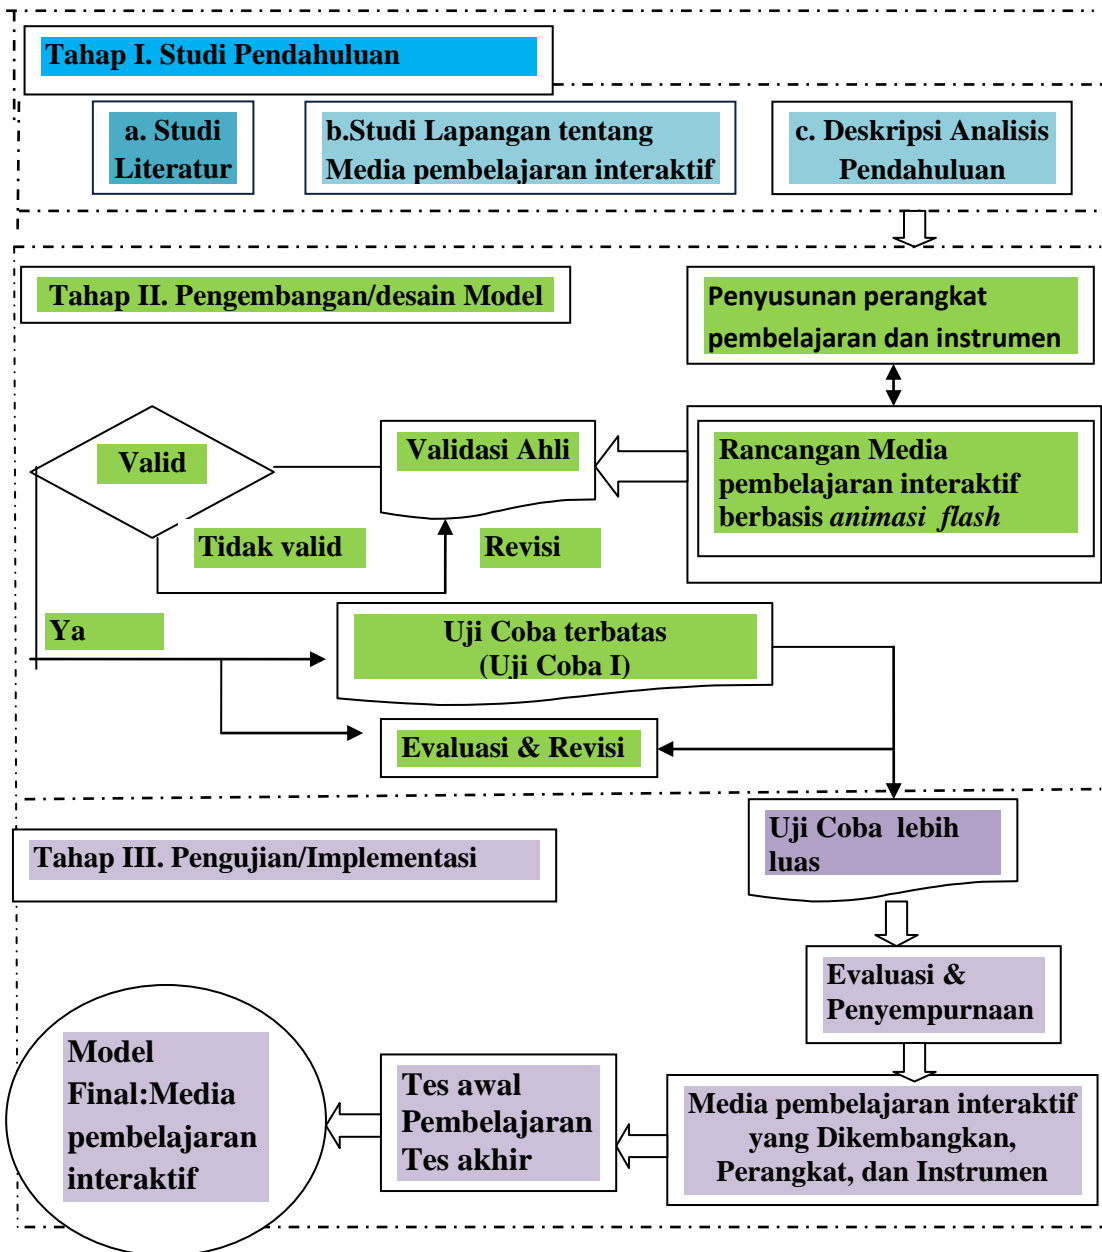 Tahap I. Studi Pendahuluan
a. Studi
Literatur
b.Studi Lapangan tentang
Media pembelajaran interaktif
c. Deskripsi Analisis
Pendahuluan
Tahap II. Pengembangan/desain Model
Penyusunan perangkat
pembelajaran dan instrumen
Valid
Validasi Ahli
Rancangan Media
pembelajaran interaktif
berbasis animasi flash
Tidak valid
Revisi
Ya
Uji Coba terbatas
(Uji Coba I)
Evaluasi & Revisi
Uji Coba lebih
luas
Tahap III. Pengujian/Implementasi
Evaluasi &
Penyempurnaan
Model
Final:Media
pembelajaran
interaktif
Tes awal
Pembelajaran
Tes akhir
Media pembelajaran interaktif
yang Dikembangkan,
Perangkat, dan Instrumen